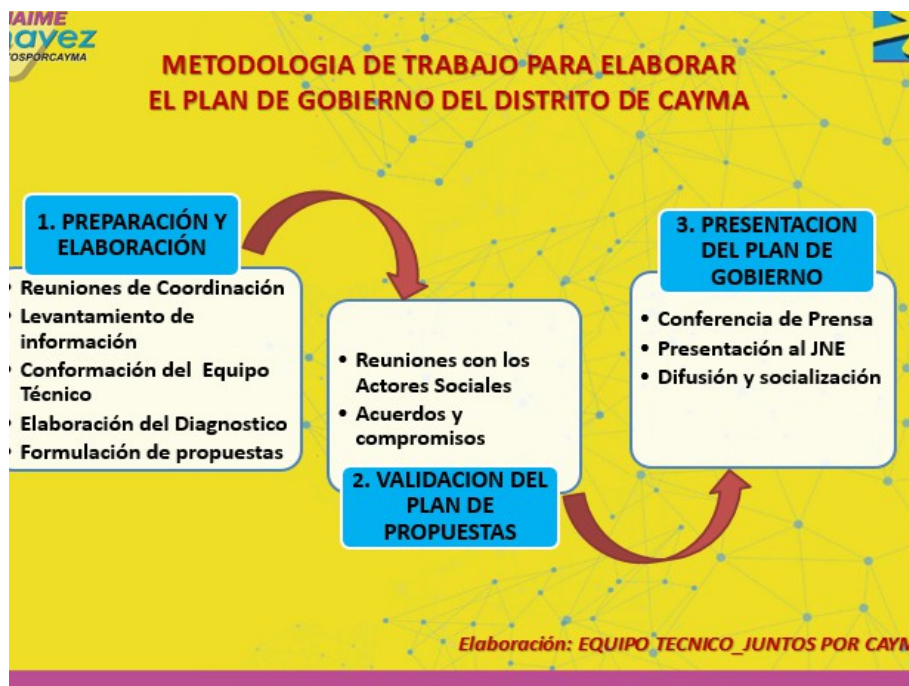 JAIME
METODOLOGIA DE TRABAJO PARA ELABORAR
EL PLAN DE GOBIERNO DEL DISTRITO DE CAYMA
1. PREPARACIÓN Y
ELABORACIÓN
• Reuniones de Coordinación
• Levantamiento de
información
• Conformación del Equipo
Técnico
• Elaboración del Diagnostico
• Formulación de propuestas
• Reuniones con los
Actores Sociales
• Acuerdos y
compromisos
2. VALIDACION DEL
PLAN DE
PROPUESTAS
3. PRESENTACION
DEL PLAN DE
GOBIERNO
• Conferencia de Prensa
• Presentación al JNE
• Difusión y socialización
Elaboración: EQUIPO TECNICO_JUNTOS POR CAYM